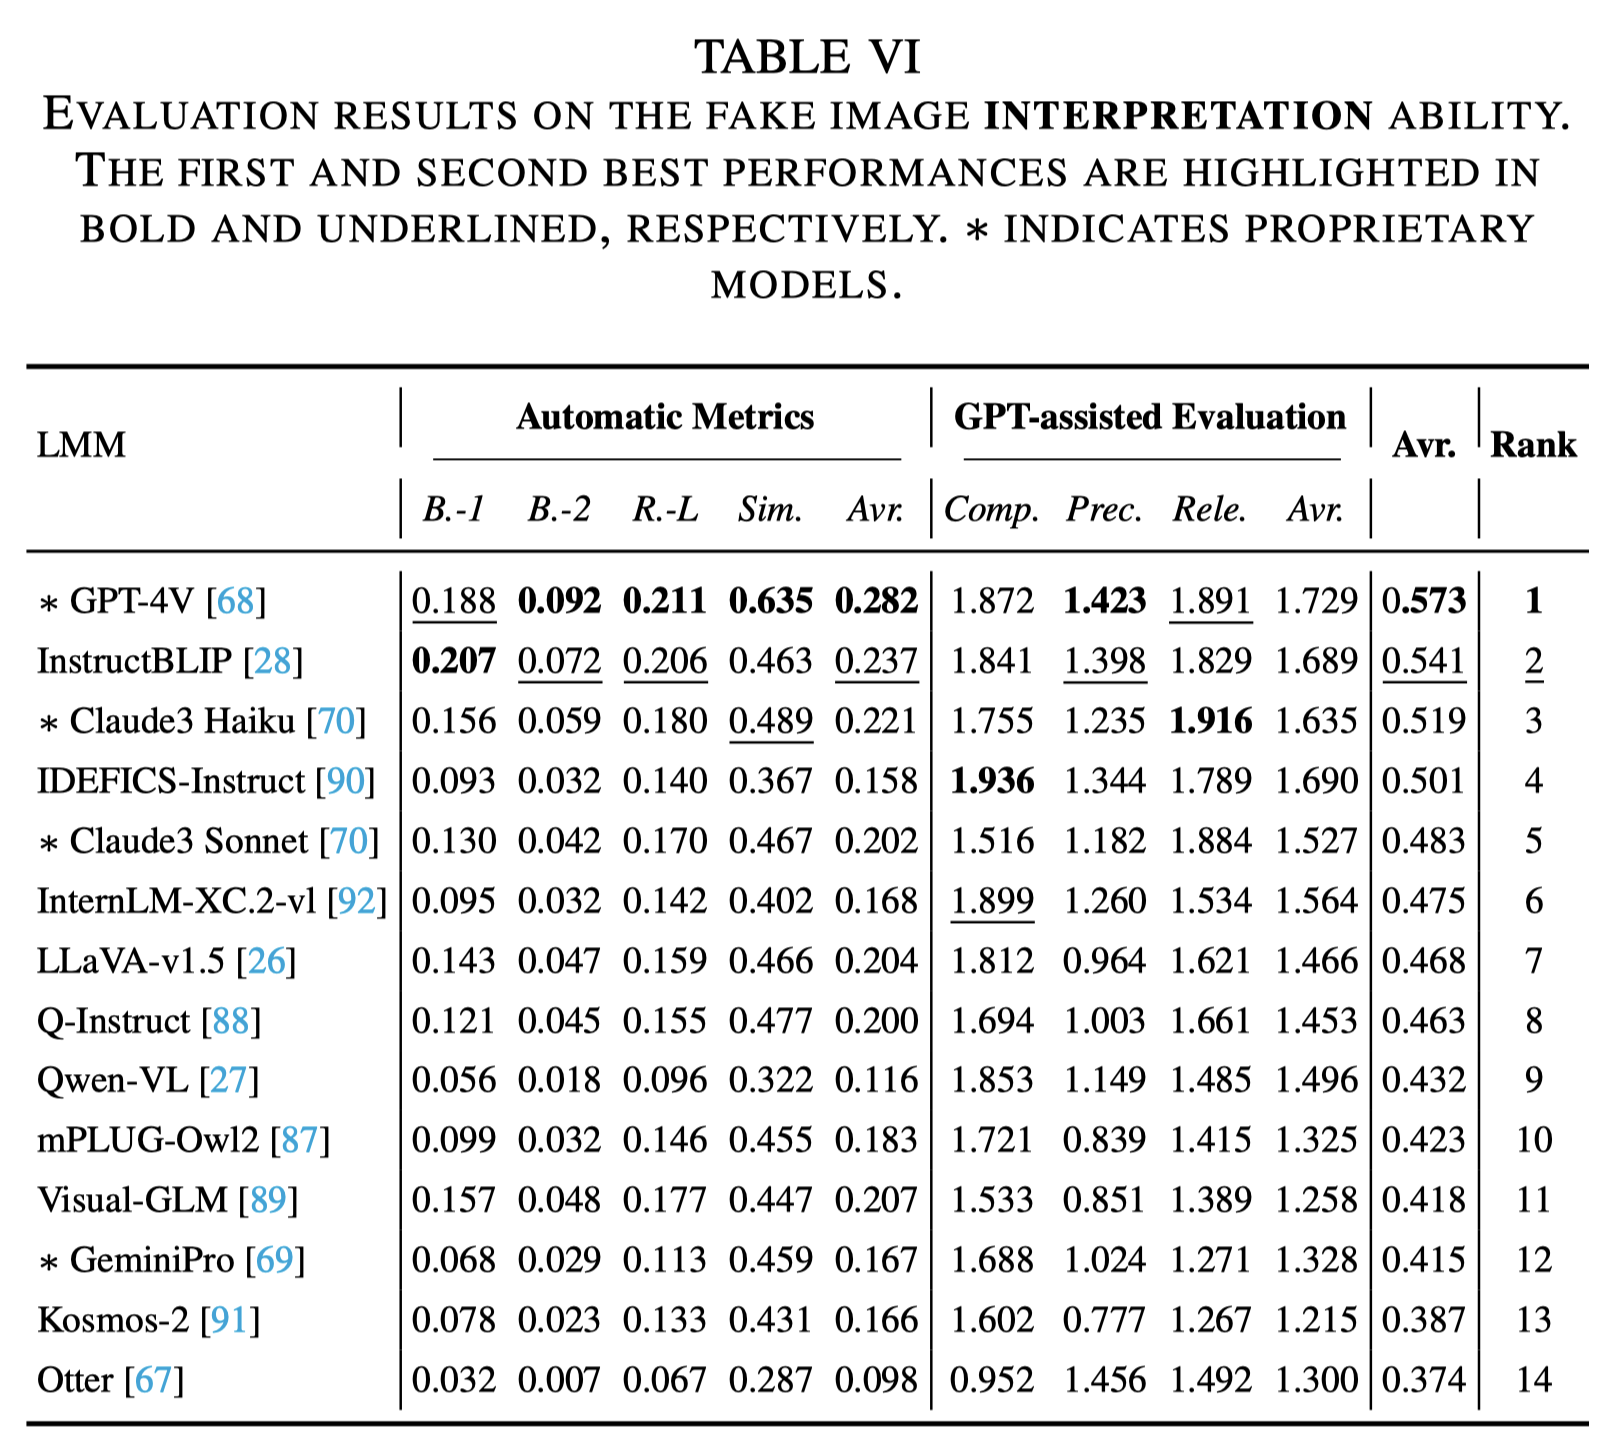 TABLE VI
EVALUATION RESULTS ON THE FAKE IMAGE INTERPRETATION ABILITY.
THE FIRST AND SECOND BEST PERFORMANCES ARE HIGHLIGHTED IN
BOLD AND UNDERLINED, RESPECTIVELY. * INDICATES PROPRIETARY
MODELS.
LMM Automatic Metrics GPT-assisted Evaluation Avr. Rank
B.-1 B.-2 R.-L Sim. Avr. Comp. Prec. Rele. Avr.
* GPT-4V [68] 0.188 0.092 0.211 0.635 0.282 1.872 1.423 1.891 1.729 0.573 1
InstructBLIP [28] 0.207 0.072 0.206 0.463 0.237 1.841 1.398 1.829 1.689 0.541 2
* Claude3 Haiku [70] 0.156 0.059 0.180 0.489 0.221 1.755 1.235 1.916 1.635 0.519 3
IDEFICS-Instruct [90] 0.093 0.032 0.140 0.367 0.158 1.936 1.344 1.789 1.690 0.501 4
* Claude3 Sonnet [70] 0.130 0.042 0.170 0.467 0.202 1.516 1.182 1.884 1.527 0.483 5
InternLM-XC.2-vl [92] 0.095 0.032 0.142 0.402 0.168 1.899 1.260 1.534 1.564 0.475 6
LLaVA-v1.5 [26] 0.143 0.047 0.159 0.466 0.204 1.812 0.964 1.621 1.466 0.468 7
Q-Instruct [88] 0.121 0.045 0.155 0.477 0.200 1.694 1.003 1.661 1.453 0.463 8
Qwen-VL [27] 0.056 0.018 0.096 0.322 0.116 1.853 1.149 1.485 1.496 0.432 9
mPLUG-Owl2 [87] 0.099 0.032 0.146 0.455 0.183 1.721 0.839 1.415 1.325 0.423 10
Visual-GLM [89] 0.157 0.048 0.177 0.447 0.207 1.533 0.851 1.389 1.258 0.418 11
* GeminiPro [69] 0.068 0.029 0.113 0.459 0.167 1.688 1.024 1.271 1.328 0.415 12
Kosmos-2 [91] 0.078 0.023 0.133 0.431 0.166 1.602 0.777 1.267 1.215 0.387 13
Otter [67] 0.032 0.007 0.067 0.287 0.098 0.952 1.456 1.492 1.300 0.374 14